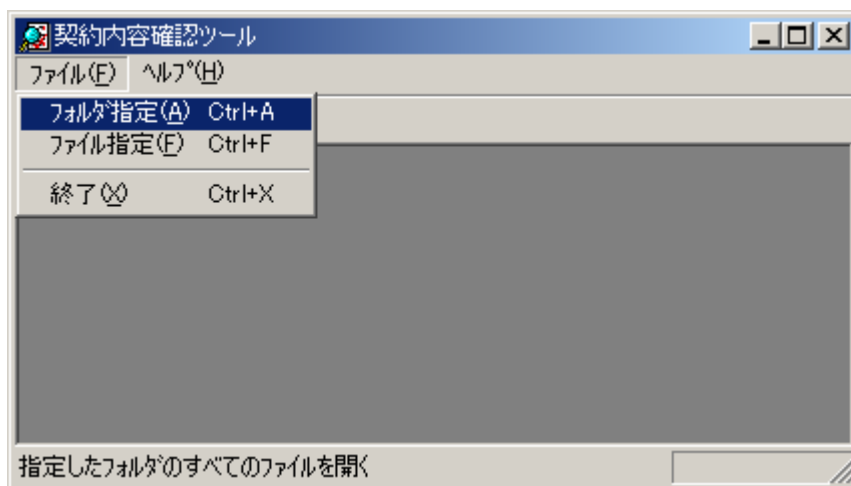 契約内容確認ツール
ファイル(F) ヘルプ(H)
フォルダ指定(A) Ctrl+A
ファイル指定(F) Ctrl+F
終了(X) Ctrl+X
指定したフォルダのすべてのファイルを開く